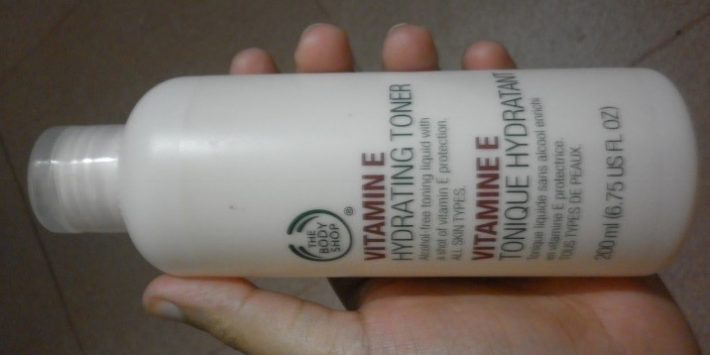 THE
BODY
SHOP
®
VITAMIN E
HYDRATING TONER
Alcohol-free toning liquid with
a shot of vitamin E protection.
ALL SKIN TYPES.
VITAMINE E
TONIQUE HYDRATANT
Tonique liquide sans alcool enrichi
en vitamine E protectrice.
TOUS TYPES DE PEAUX.
200 ml (6.75 US FL OZ)